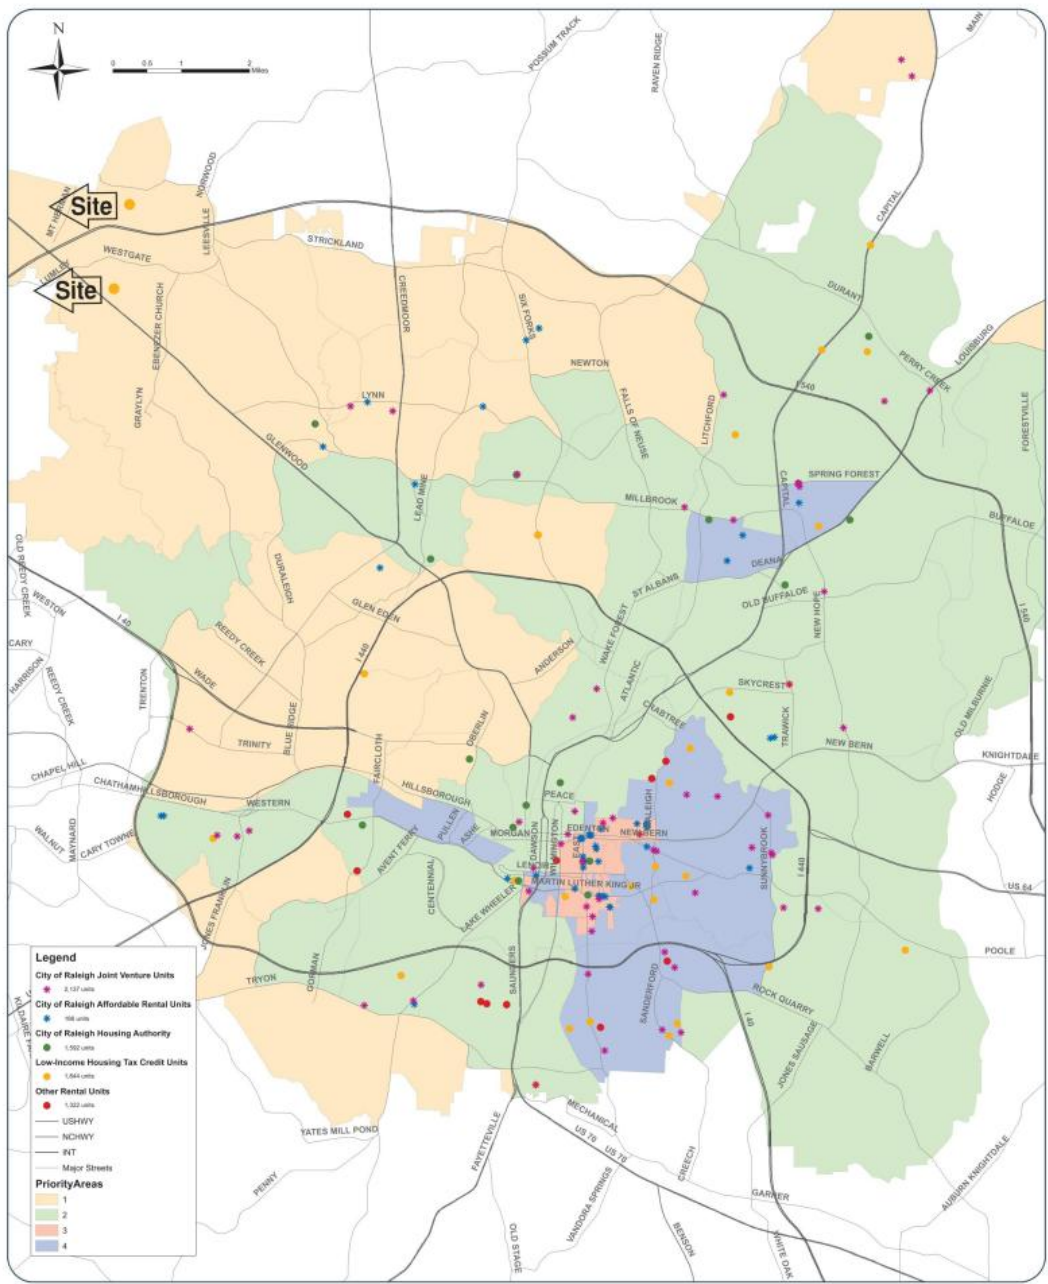 N
0 0.5 1 2
Miles
POSSUM TRACK
RAVEN RIDGE
MAIN
NORWOOD
MT HERMAN
Site
LEESVILLE
CAPITAL
STRICKLAND
WESTGATE
LUMLEY
Site
CREEDMOOR
DURANT
EBENEZER CHURCH
SIX FORKS
LOUISBURG
PERRY CREEK
NEWTON
I 540
LYNN
GRAYLYN
FALLS OF NEUSE
LITCHFORD
FORESTVILLE
GLENWOOD
LEAD MINE
CAPITAL
SPRING FOREST
MILLBROOK
BUFFALOE
OLD REEDY CREEK
DURALEIGH
DEANA
ST ALBANS
OLD BUFFALOE
WESTON
I 40
GLEN EDEN
NEW HOPE
I 540
WAKE FOREST
REEDY CREEK
CARY
I 440
ANDERSON
HARRISON
REEDY CREEK
WADE
TRENTON
ATLANTIC
SKYCREST
OLD MILBURNIE
BLUE RIDGE
OBERLIN
CRABTREE
TRAWICK
TRINITY
FAIRCLOTH
NEW BERN
KNIGHTDALE
CHAPEL HILL
CHATHAM
HILLSBOROUGH
WESTERN
HILLSBOROUGH
PEACE
RALEIGH
HODGE
WALNUT
MAYNARD
CARY TOWNE
PULLEN
ASHE
MORGAN
DAWSON
WILMINGTON
EAST
EDENTON
NEW BERN
AVENT FERRY
SUNNYBROOK
I 440
CENTENNIAL
LENOIR
MARTIN LUTHER KING JR
US 64
LAKE WHEELER
JONES FRANKLIN
POOLE
GORMAN
TRYON
SAUNDERS
SANDERFORD
ROCK QUARRY
I 40
JONES SAUSAGE
BARWELL
Legend
City of Raleigh Joint Venture Units
2,137 units
City of Raleigh Affordable Rental Units
City of Raleigh Housing Authority
1,592 units
Low-Income Housing Tax Credit Units
1,644 units
Other Rental Units
1,322 units
USHWY
NCHWY
INT
Major Streets
PriorityAreas
1
2
3
4
YATES MILL POND
FAYETTEVILLE
MECHANICAL
US 70
US 70
CREECH
PENNY
VANDORA SPRINGS
GARNER
AUBURN KNIGHTDALE
OLD STAGE
BENSON
WHITE OAK